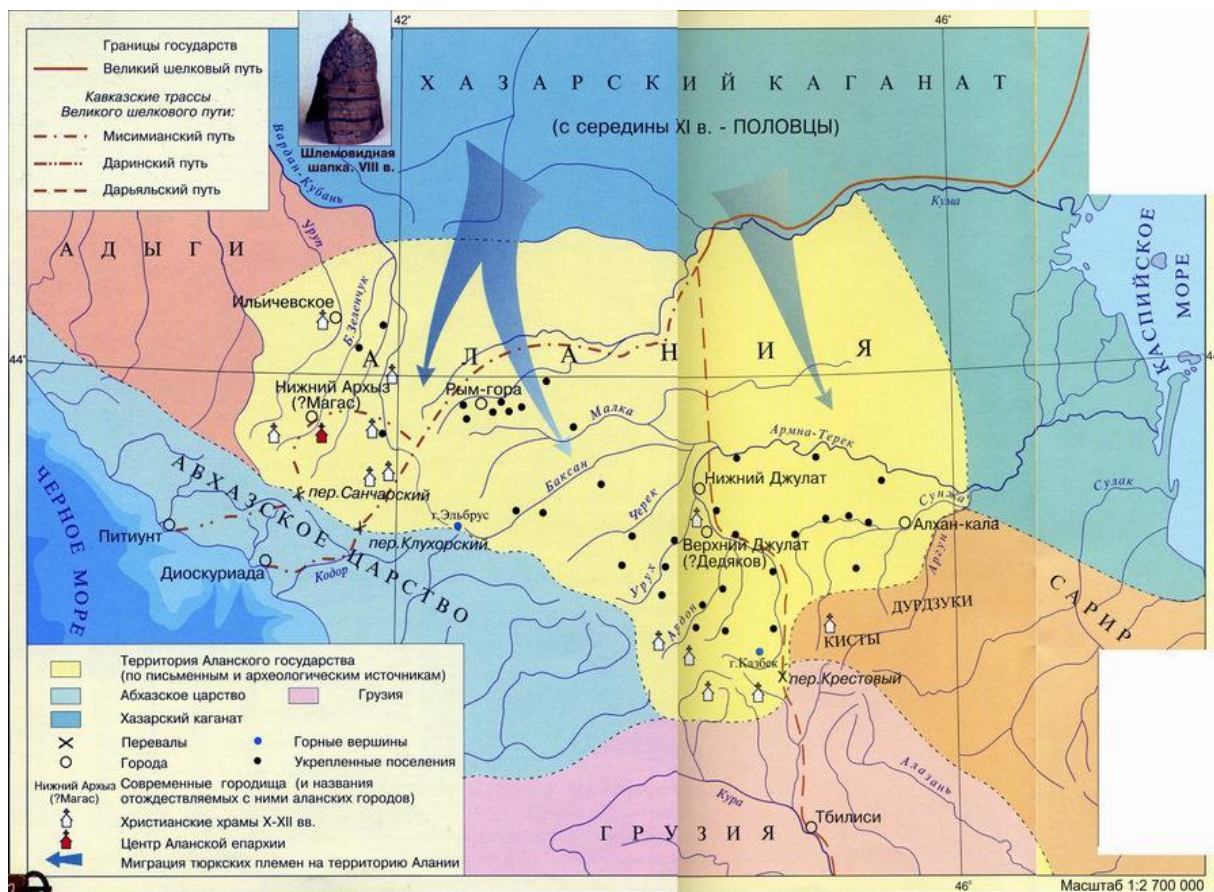 42°
46°
Границы государств
Великий шелковый путь
Кавказские трассы
Великого шелкового пути:
Мисимианский путь
Даринский путь
Дарьяльский путь
Шлемовидная
шапка. VIII в.
ХАЗАРСКИЙ КАГАНАТ
(с середины XI в. - ПОЛОВЦЫ)
Вардан-Кубань
Уруп
Кума
АДЫГИ
КАСПИЙСКОЕ
МОРЕ
Ильичевское
Б.Зеленчук
44°
АЛАНИЯ
Нижний Архыз
(?Магас)
Рым-гора
Малка
Армна-Терек
Баксан
Нижний Джулат
Сунжа
Сулак
ЧЕРНОЕ МОРЕ
АБХАЗСКОЕ ЦАРСТВО
пер.Санчарский
г.Эльбрус
Черек
Алхан-кала
Питиунт
пер.Клухорский
Верхний Джулат
(?Дедяков)
Аргун
Диоскуриада
Кодор
Урух
Ардон
ДУРДЗУКИ
САРИР
КИСТЫ
г.Казбек
пер.Крестовый
Алазань
Кура
Тбилиси
ГРУЗИЯ
Территория Аланского государства
(по письменным и археологическим источникам)
Абхазское царство
Грузия
Хазарский каганат
Перевалы
Горные вершины
Города
Укрепленные поселения
Нижний Архыз
(?Магас)
Современные городища (и названия
отождествляемых с ними аланских городов)
Христианские храмы X-XII вв.
Центр Аланской епархии
Миграция тюркских племен на территорию Алании
46°
Масштаб 1:2 700 000